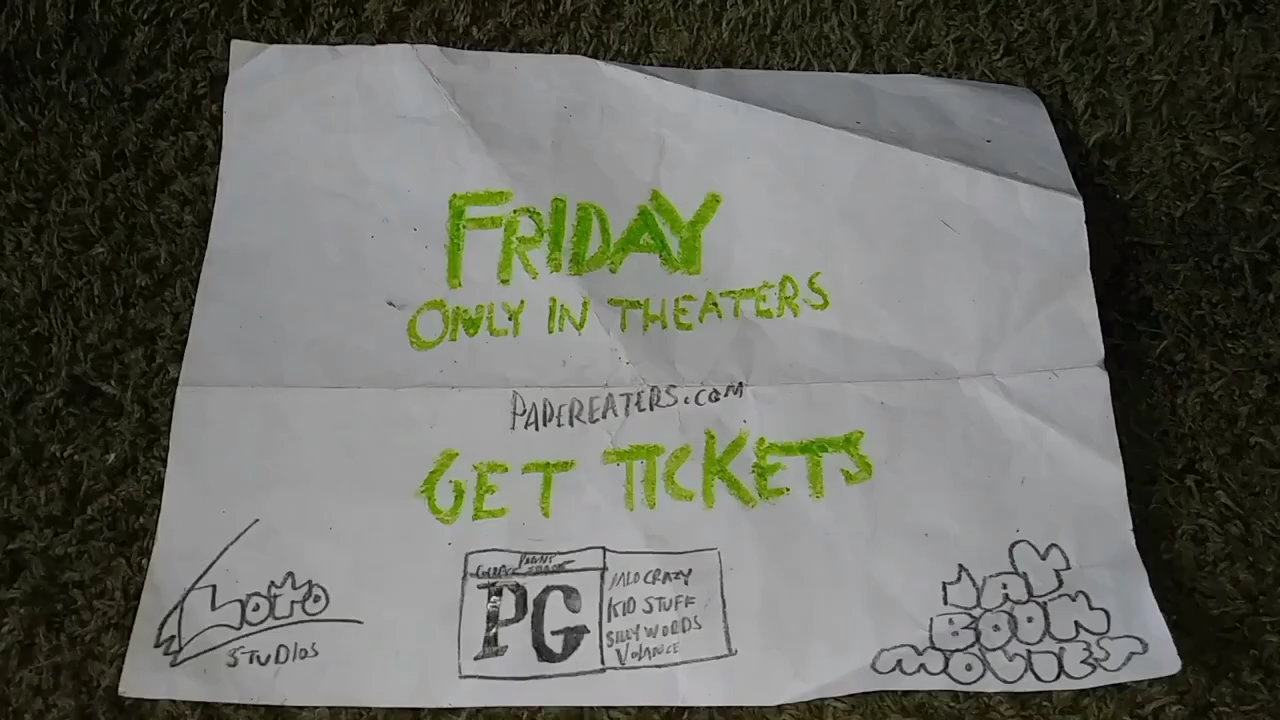 FRIDAY
ONLY IN THEATERS
PAPEREATERS.COM
GET TICKETS
LOTO
STUDIOS
PG
MILD CRAZY
KID STUFF
SILLY WORDS
VOLANCE
JAY
BOOM
MOVIES